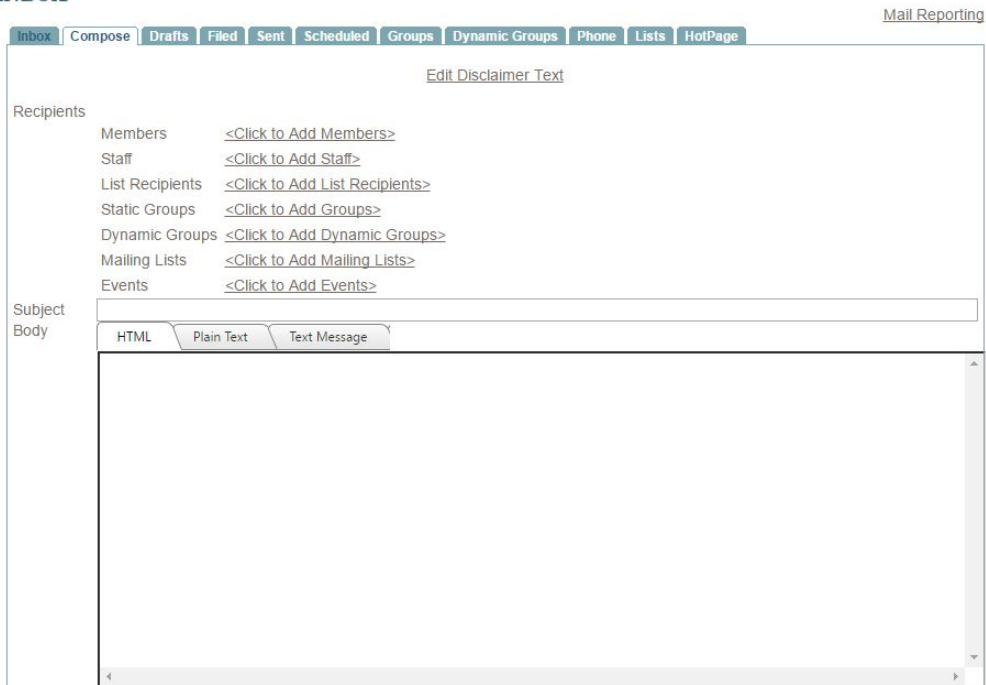 Mail Reporting
Inbox Compose Drafts Filed Sent Scheduled Groups Dynamic Groups Phone Lists HotPage
Edit Disclaimer Text
Recipients
Members <Click to Add Members>
Staff <Click to Add Staff>
List Recipients <Click to Add List Recipients>
Static Groups <Click to Add Groups>
Dynamic Groups <Click to Add Dynamic Groups>
Mailing Lists <Click to Add Mailing Lists>
Events <Click to Add Events>
Subject
Body HTML Plain Text Text Message